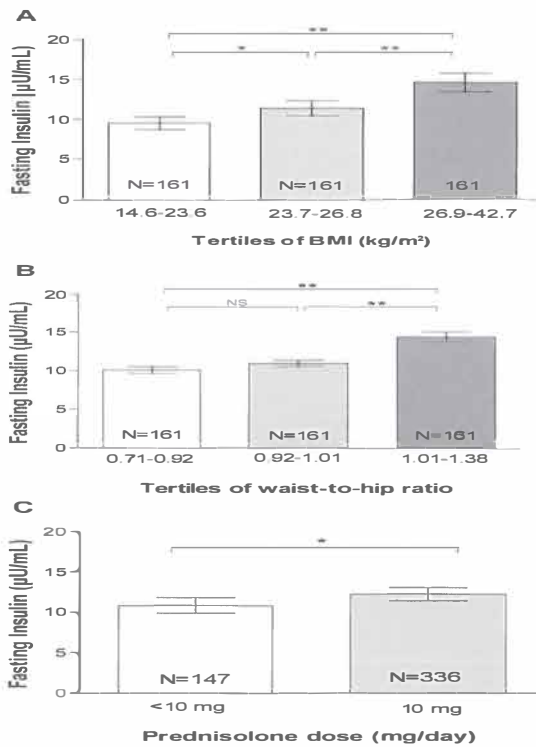 A
**
* **
20
15
10
5
0
Fasting Insulin (µU/mL)
N=161 N=161 161
14.6-23.6 23.7-26.8 26.9-42.7
Tertiles of BMI (kg/m²)
B
**
NS **
20
15
10
5
0
Fasting Insulin (µU/mL)
N=161 N=161 N=161
0.71-0.92 0.92-1.01 1.01-1.38
Tertiles of waist-to-hip ratio
C
*
20
15
10
5
0
Fasting Insulin (µU/mL)
N=147 N=336
<10 mg 10 mg
Prednisolone dose (mg/day)